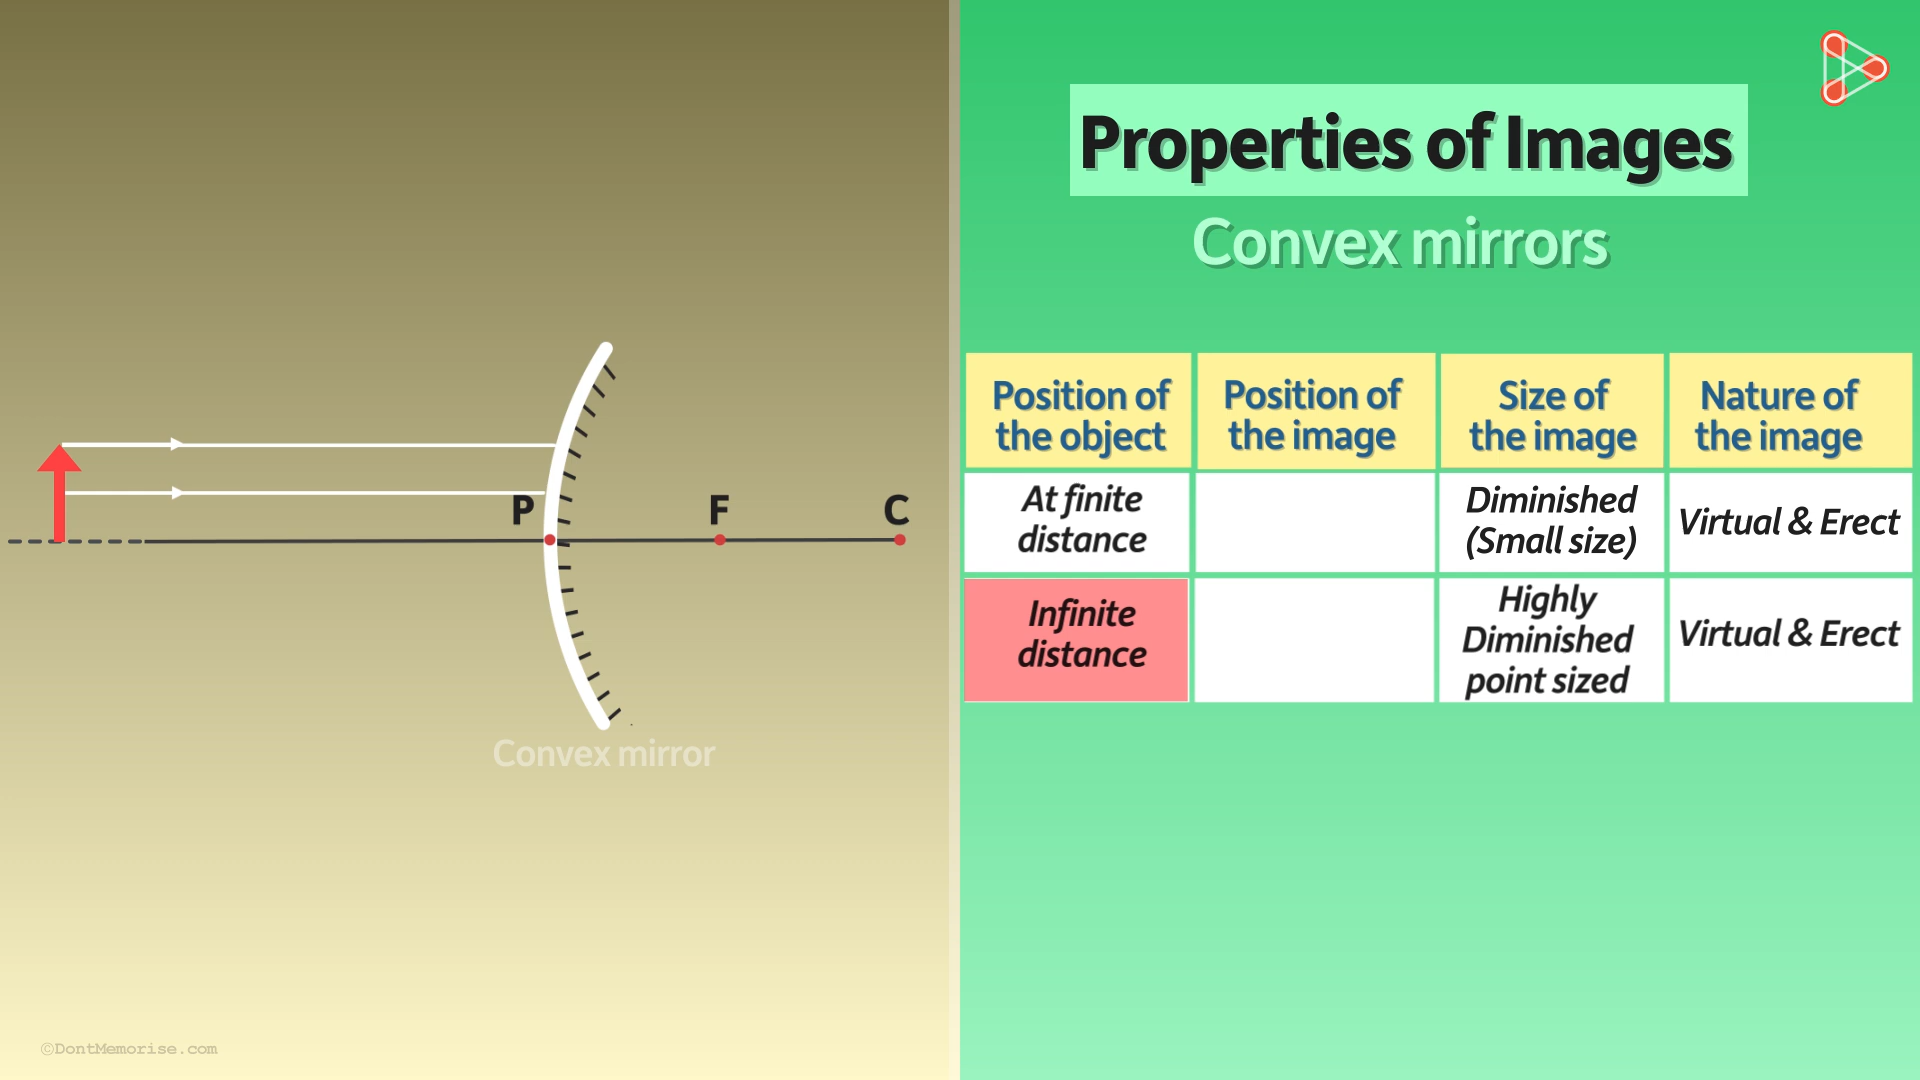 Properties of Images
Convex mirrors
P
F
C
Convex mirror
Position of
the object
Position of
the image
Size of
the image
Nature of
the image
At finite
distance
Diminished
(Small size)
Virtual & Erect
Infinite
distance
Highly
Diminished
point sized
Virtual & Erect
©DontMemorise.com